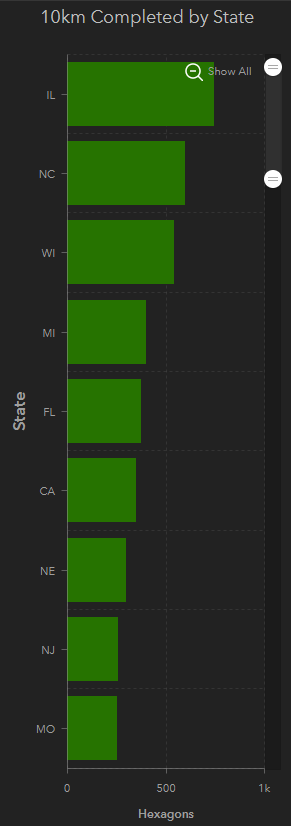 10km Completed by State
Show All
IL
NC
WI
MI
FL
CA
NE
NJ
MO
State
0 500 1k
Hexagons